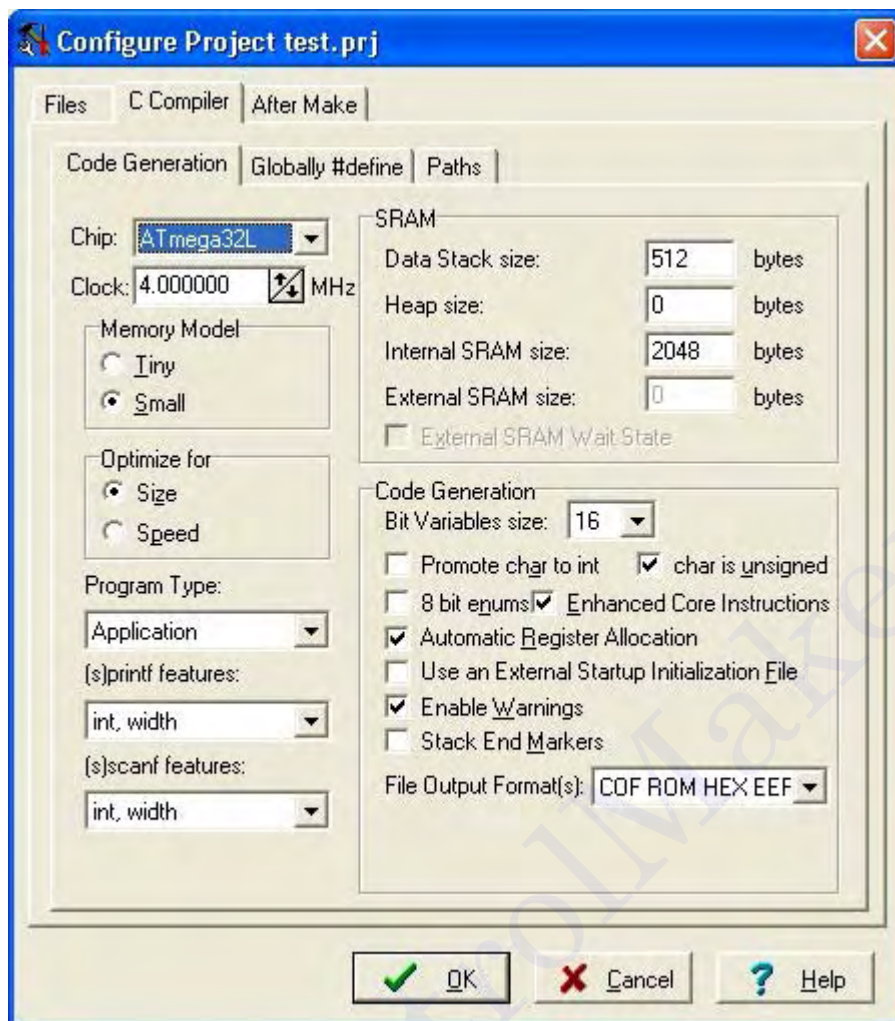 Configure Project test.prj
Files C Compiler After Make
Code Generation Globally #define Paths
Chip: ATmega32L
Clock: 4.000000 MHz
Memory Model
Tiny
Small
Optimize for
Size
Speed
Program Type:
Application
(s)printf features:
int, width
(s)scanf features:
int, width
SRAM
Data Stack size: 512 bytes
Heap size: 0 bytes
Internal SRAM size: 2048 bytes
External SRAM size: 0 bytes
External SRAM Wait State
Code Generation
Bit Variables size: 16
Promote char to int char is unsigned
8 bit enums Enhanced Core Instructions
Automatic Register Allocation
Use an External Startup Initialization File
Enable Warnings
Stack End Markers
File Output Format(s): COF ROM HEX EEF
OK Cancel Help